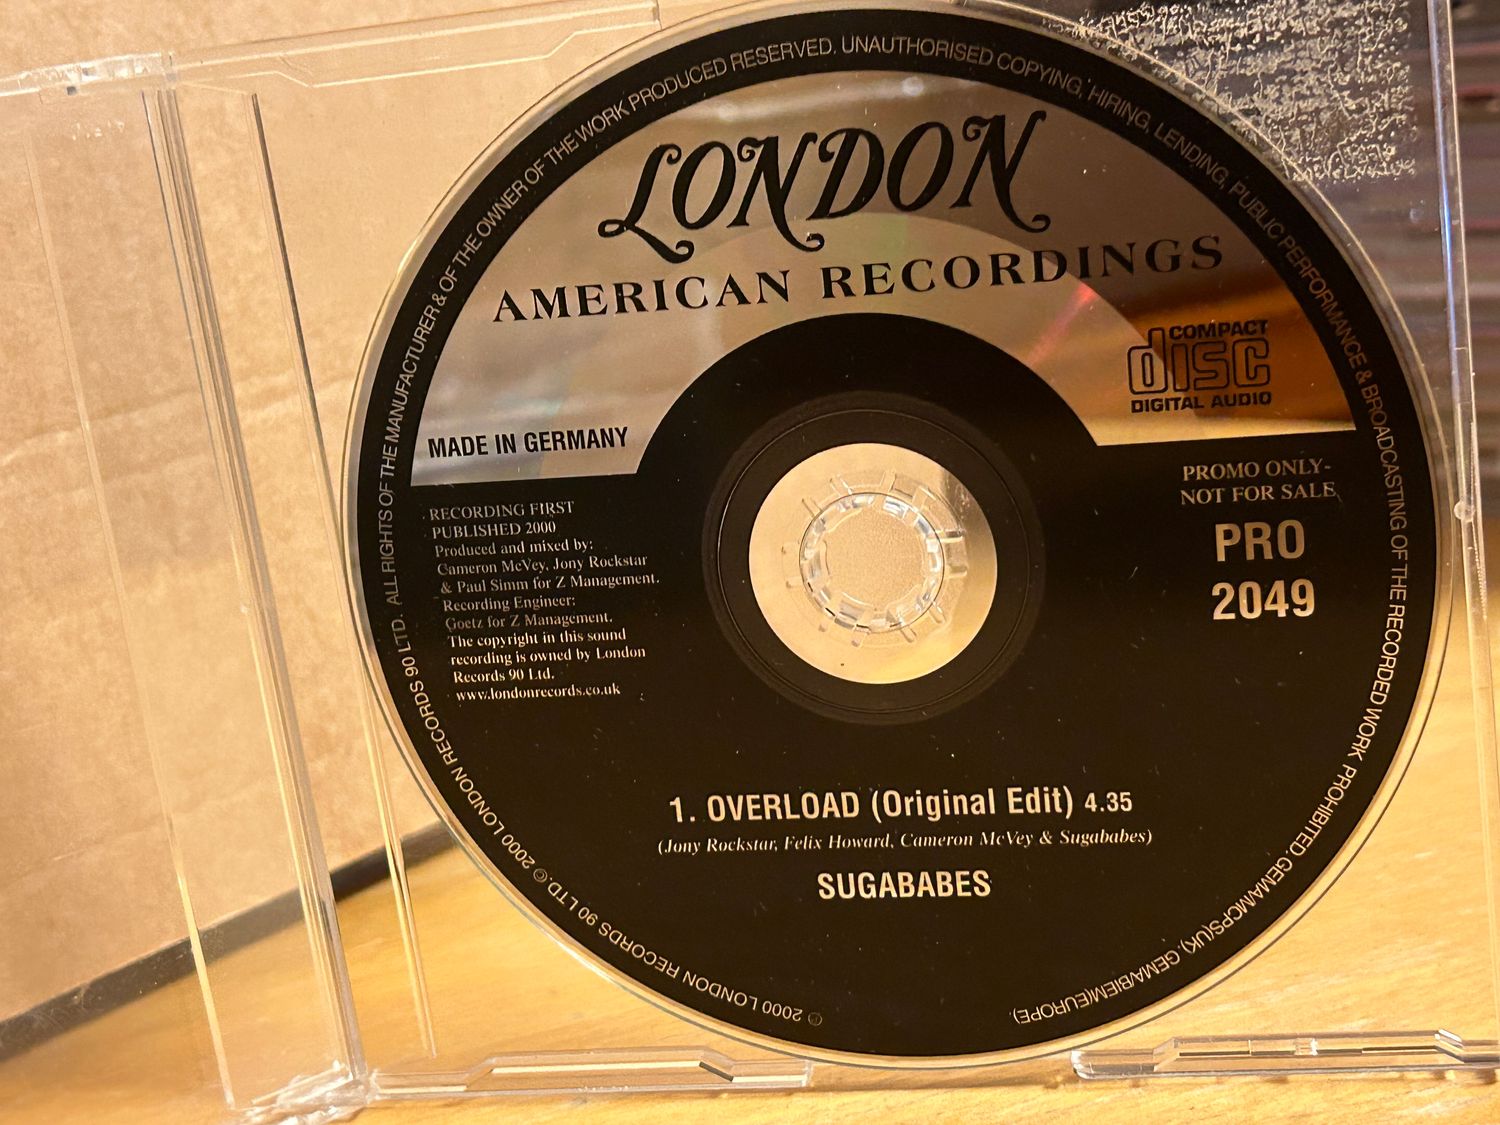 LONDON
AMERICAN RECORDINGS
COMPACT
disc
DIGITAL AUDIO
MADE IN GERMANY
RECORDING FIRST
PUBLISHED 2000
Produced and mixed by:
Cameron McVey, Jony Rockstar
& Paul Simm for Z Management.
Recording Engineer:
Goetz for Z Management.
The copyright in this sound
recording is owned by London
Records 90 Ltd.
www.londonrecords.co.uk
PROMO ONLY-
NOT FOR SALE
PRO
2049
1. OVERLOAD (Original Edit) 4.35
(Jony Rockstar, Felix Howard, Cameron McVey & Sugababes)
SUGABABES
℗ 2000 LONDON RECORDS 90 LTD. © 2000 LONDON RECORDS 90 LTD. ALL RIGHTS OF THE MANUFACTURER & OF THE OWNER OF THE WORK PRODUCED RESERVED. UNAUTHORISED COPYING, HIRING, LENDING, PUBLIC PERFORMANCE & BROADCASTING OF THE RECORDED WORK PROHIBITED. GEMA/MCPS(UK). GEMA/BIEM(EUROPE).